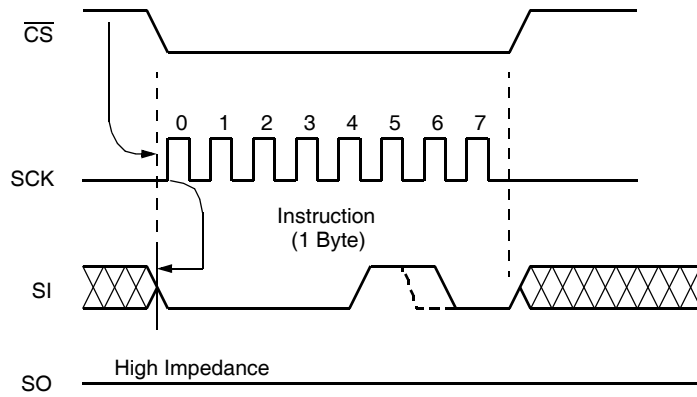 CS
0 1 2 3 4 5 6 7
SCK
Instruction
(1 Byte)
SI
High Impedance
SO